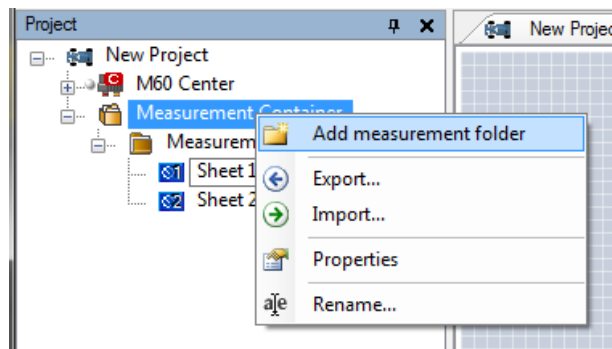 Project
New Projec
New Project
M60 Center
Measurement Container
Add measurement folder
Measurem
Sheet 1
Export...
Sheet 2
Import...
Properties
Rename...